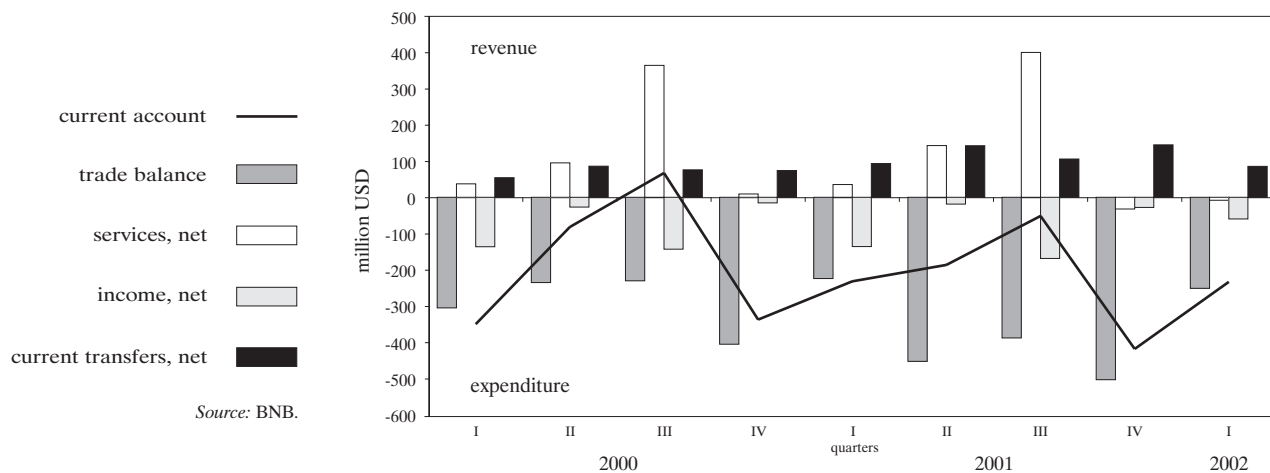 current account
trade balance
services, net
income, net
current transfers, net
Source: BNB.
million USD
500
400
300
200
100
0
-100
-200
-300
-400
-500
-600
revenue
expenditure
I II III IV I II III IV I
quarters
2000 2001 2002